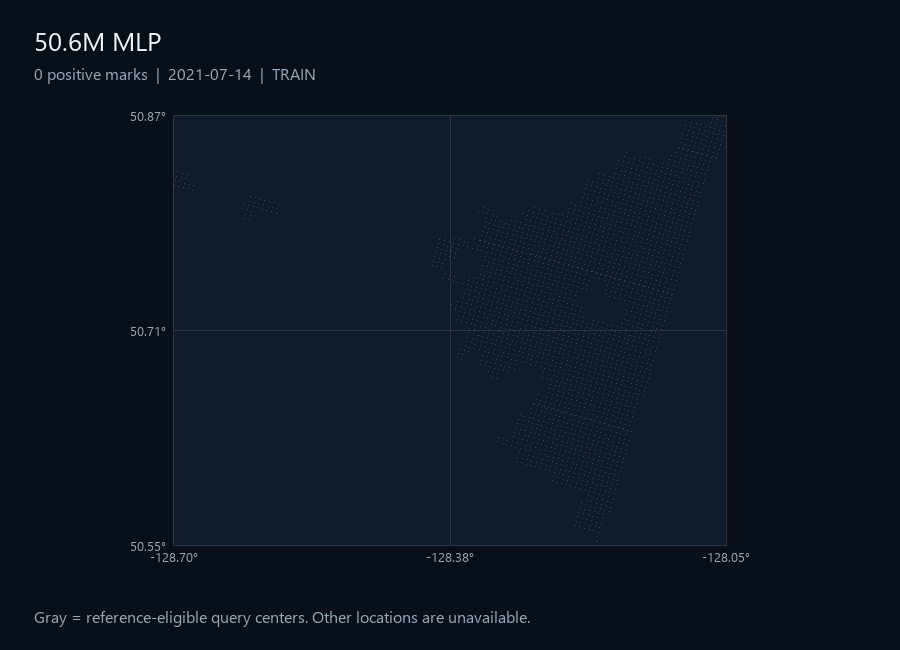 50.6M MLP
0 positive marks | 2021-07-14 | TRAIN
50.87°
50.71°
50.55°
-128.70°
-128.38°
-128.05°
Gray = reference-eligible query centers. Other locations are unavailable.